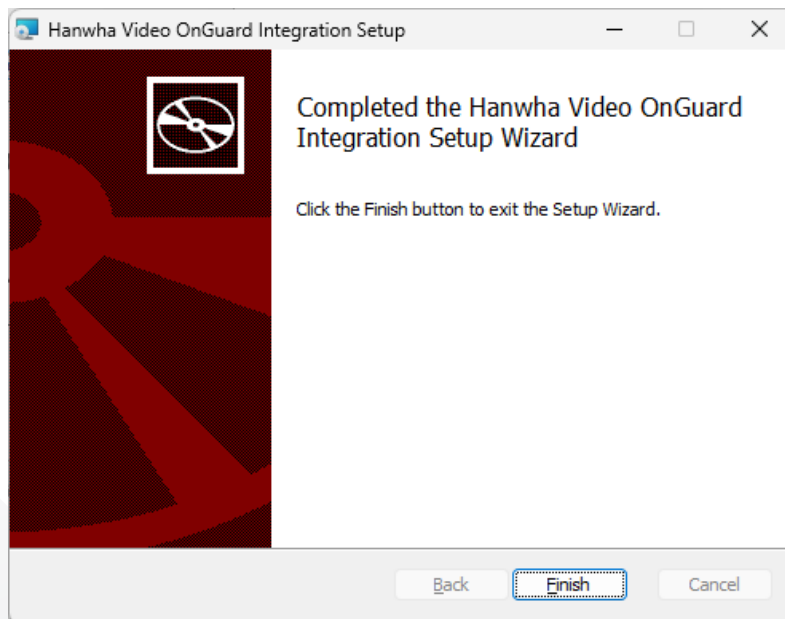 Hanwha Video OnGuard Integration Setup
Completed the Hanwha Video OnGuard
Integration Setup Wizard
Click the Finish button to exit the Setup Wizard.
Back
Finish
Cancel